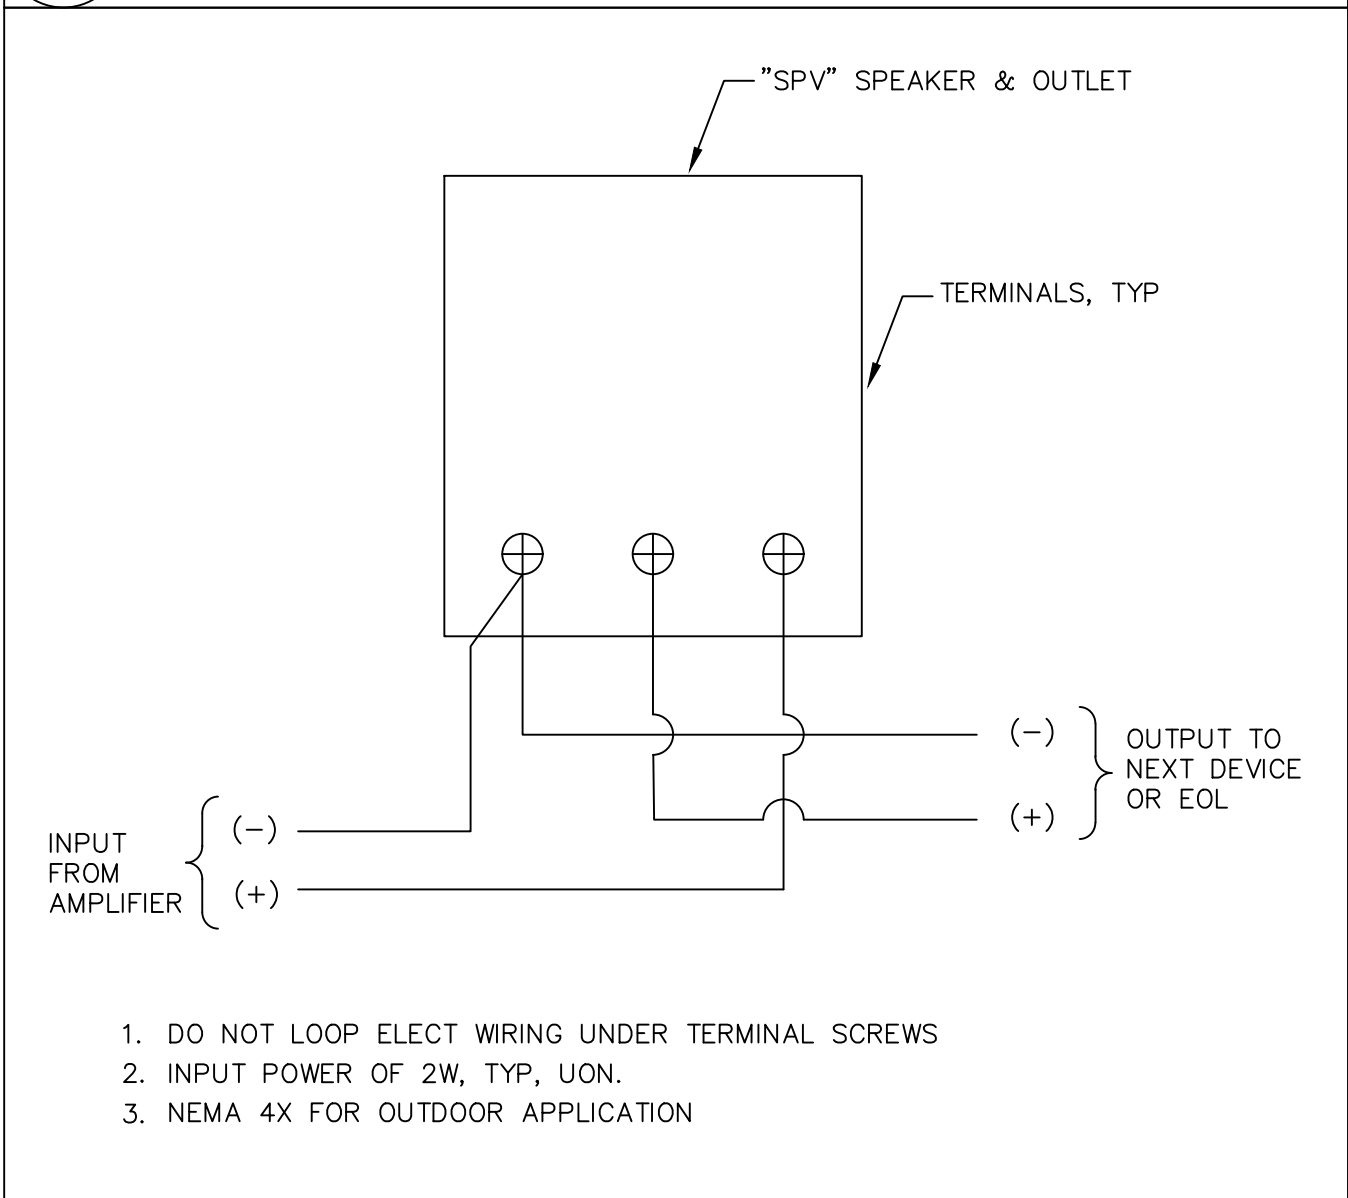 "SPV" SPEAKER & OUTLET
TERMINALS, TYP
(-)
(+)
OUTPUT TO
NEXT DEVICE
OR EOL
INPUT
FROM
AMPLIFIER
(-)
(+)
1. DO NOT LOOP ELECT WIRING UNDER TERMINAL SCREWS
2. INPUT POWER OF 2W, TYP, UON.
3. NEMA 4X FOR OUTDOOR APPLICATION